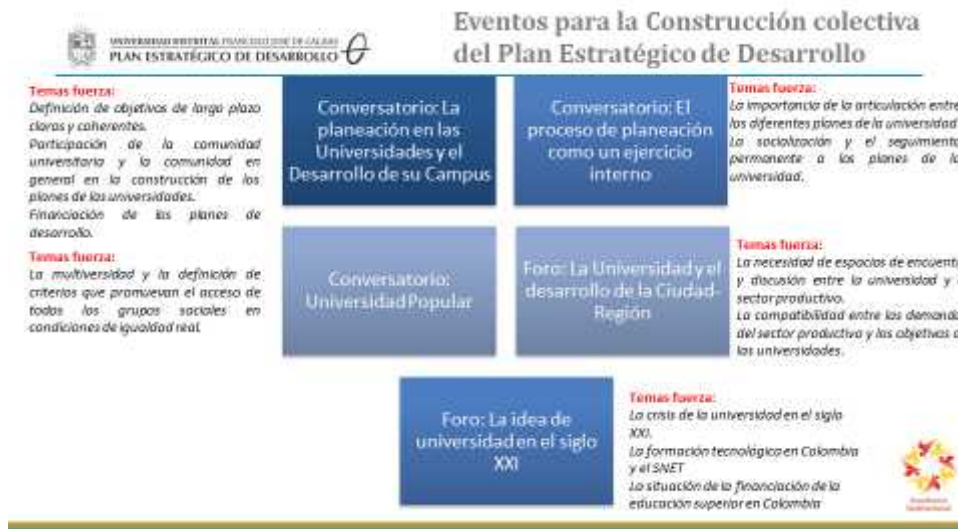 Eventos para la Construcción colectiva
del Plan Estratégico de Desarrollo
UNIVERSIDAD DISTRITAL FRANCISCO JOSÉ DE CALDAS
PLAN ESTRATÉGICO DE DESARROLLO
Temas fuerza:
Definición de objetivos de largo plazo
claros y coherentes.
Participación de la comunidad
universitaria y la comunidad en
general en la construcción de los
planes de las universidades.
Financiación de los planes de
desarrollo.
Conversatorio: La
planeación en las
Universidades y el
Desarrollo de su Campus
Conversatorio: El
proceso de planeación
como un ejercicio
interno
Temas fuerza:
La importancia de la articulación entre
los diferentes planes de la universidad
La socialización y el seguimiento
permanente a los planes de la
universidad.
Temas fuerza:
La multiversidad y la definición de
criterios que promuevan el acceso de
todos los grupos sociales en
condiciones de igualdad real.
Conversatorio:
Universidad Popular
Foro: La Universidad y el
desarrollo de la Ciudad-
Región
Temas fuerza:
La necesidad de espacios de encuent
y discusión entre la universidad y
sector productivo.
La compatibilidad entre las demanda
del sector productivo y los objetivos d
las universidades.
Foro: La idea de
universidad en el siglo
XXI
Temas fuerza:
La crisis de la universidad en el siglo
XXI.
La formación tecnológica en Colombia
y el SNET
La situación de la financiación de la
educación superior en Colombia